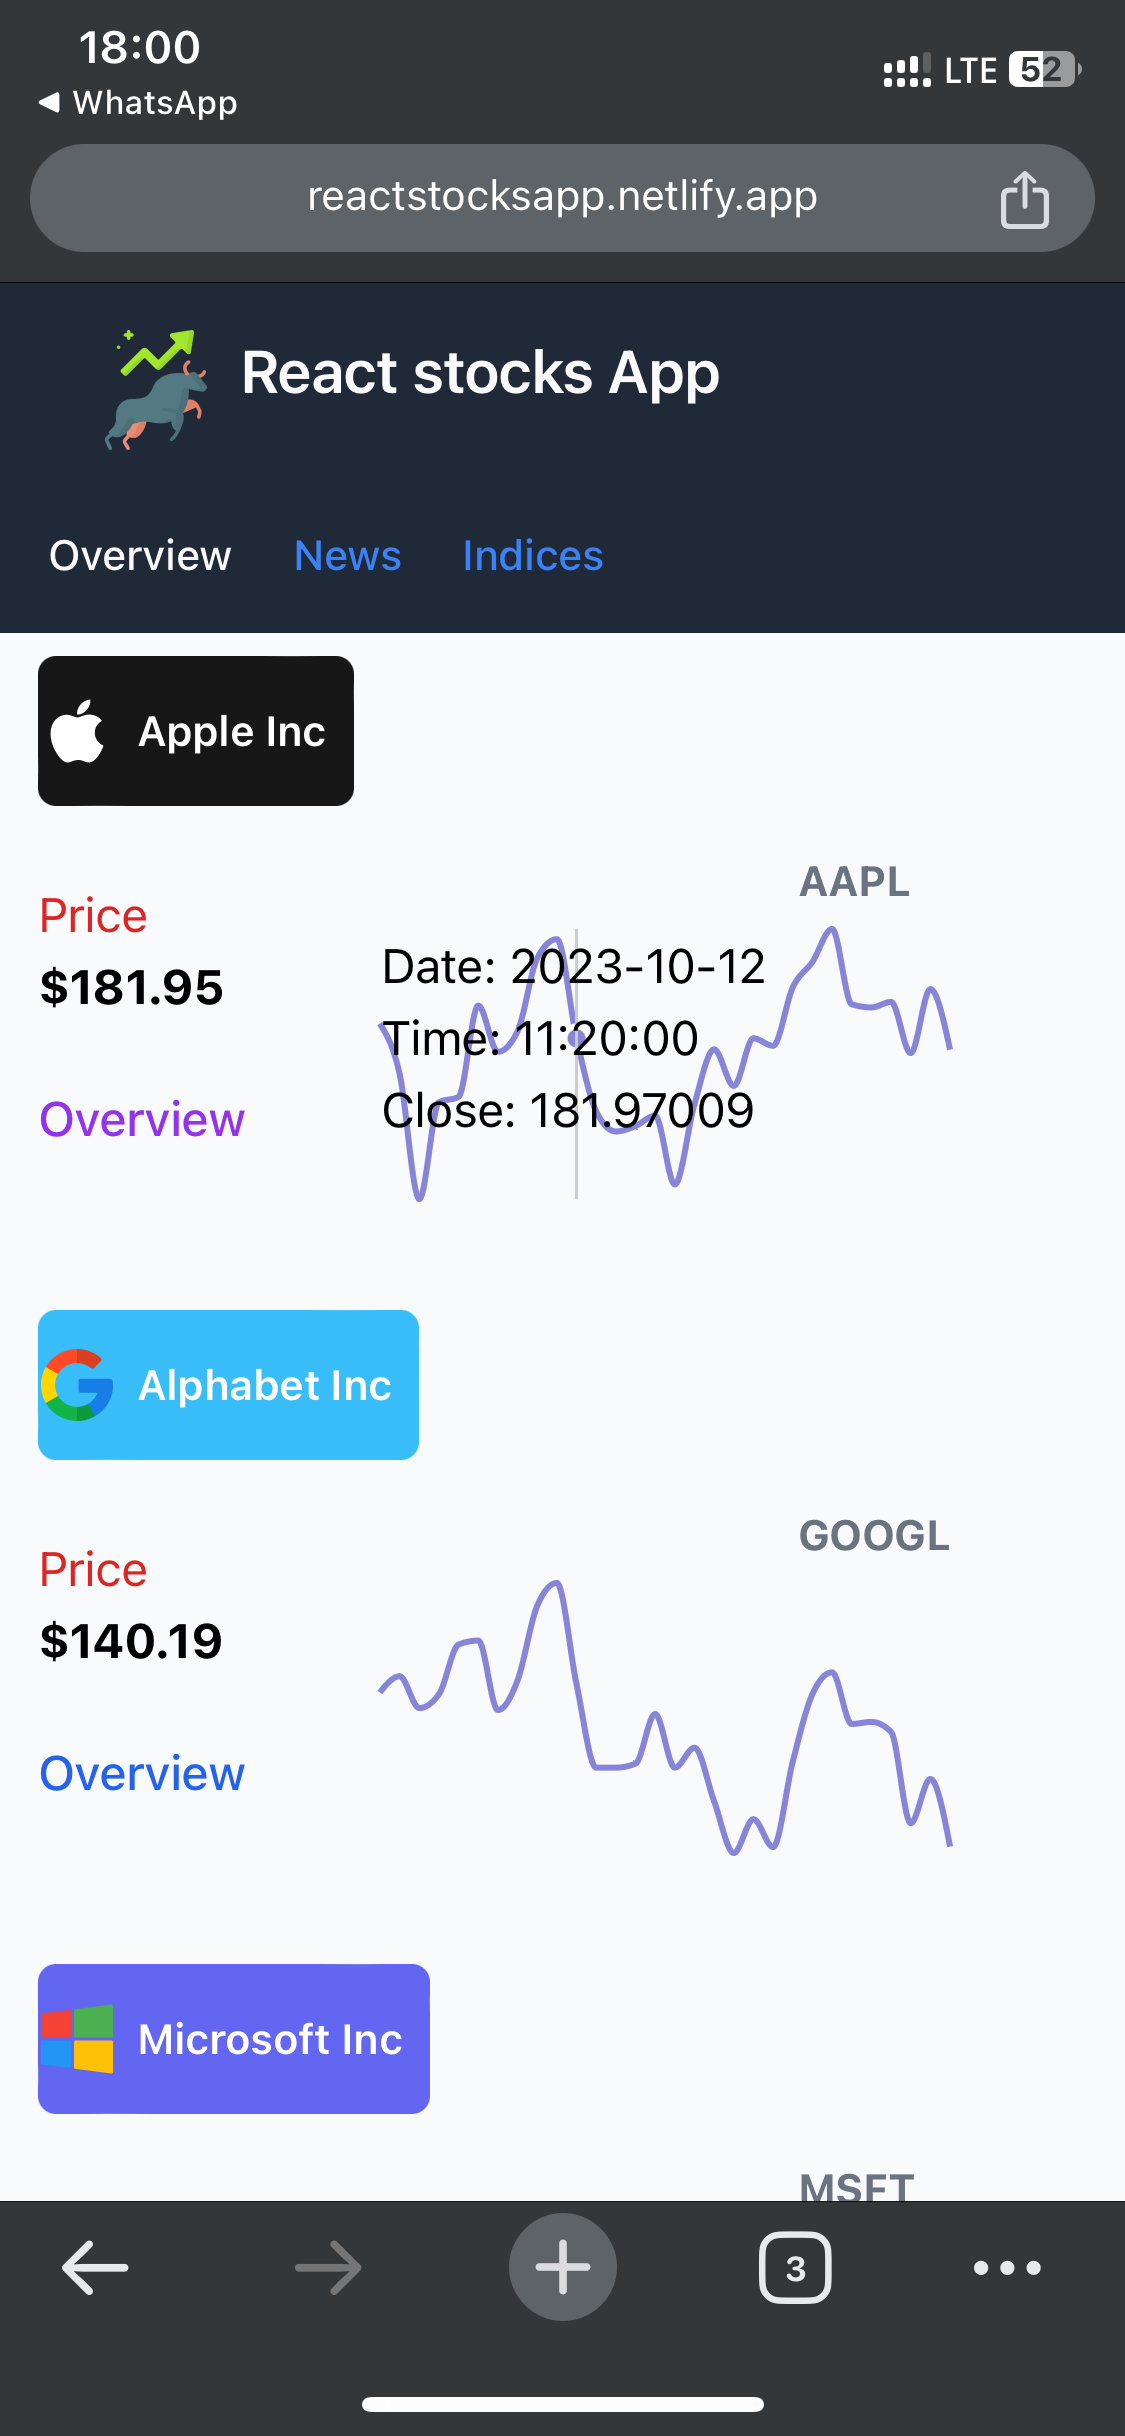 18:00
WhatsApp
LTE 52
reactstocksapp.netlify.app
React stocks App
Overview News Indices
Apple Inc
AAPL
Price
$181.95
Overview
Date: 2023-10-12
Time: 11:20:00
Close: 181.97009
Alphabet Inc
GOOGL
Price
$140.19
Overview
Microsoft Inc
MSFT
3